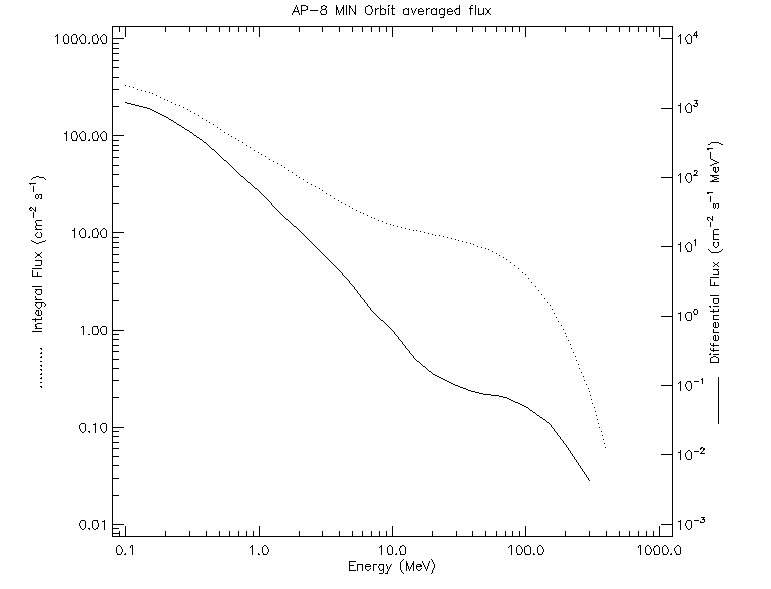 AP-8 MIN Orbit averaged flux
1000.00
100.00
10.00
1.00
0.10
0.01
Integral Flux (cm⁻² s⁻¹)
10⁴
10³
10²
10¹
10⁰
10⁻¹
10⁻²
10⁻³
Differential Flux (cm⁻² s⁻¹ MeV⁻¹)
0.1 1.0 10.0 100.0 1000.0
Energy (MeV)